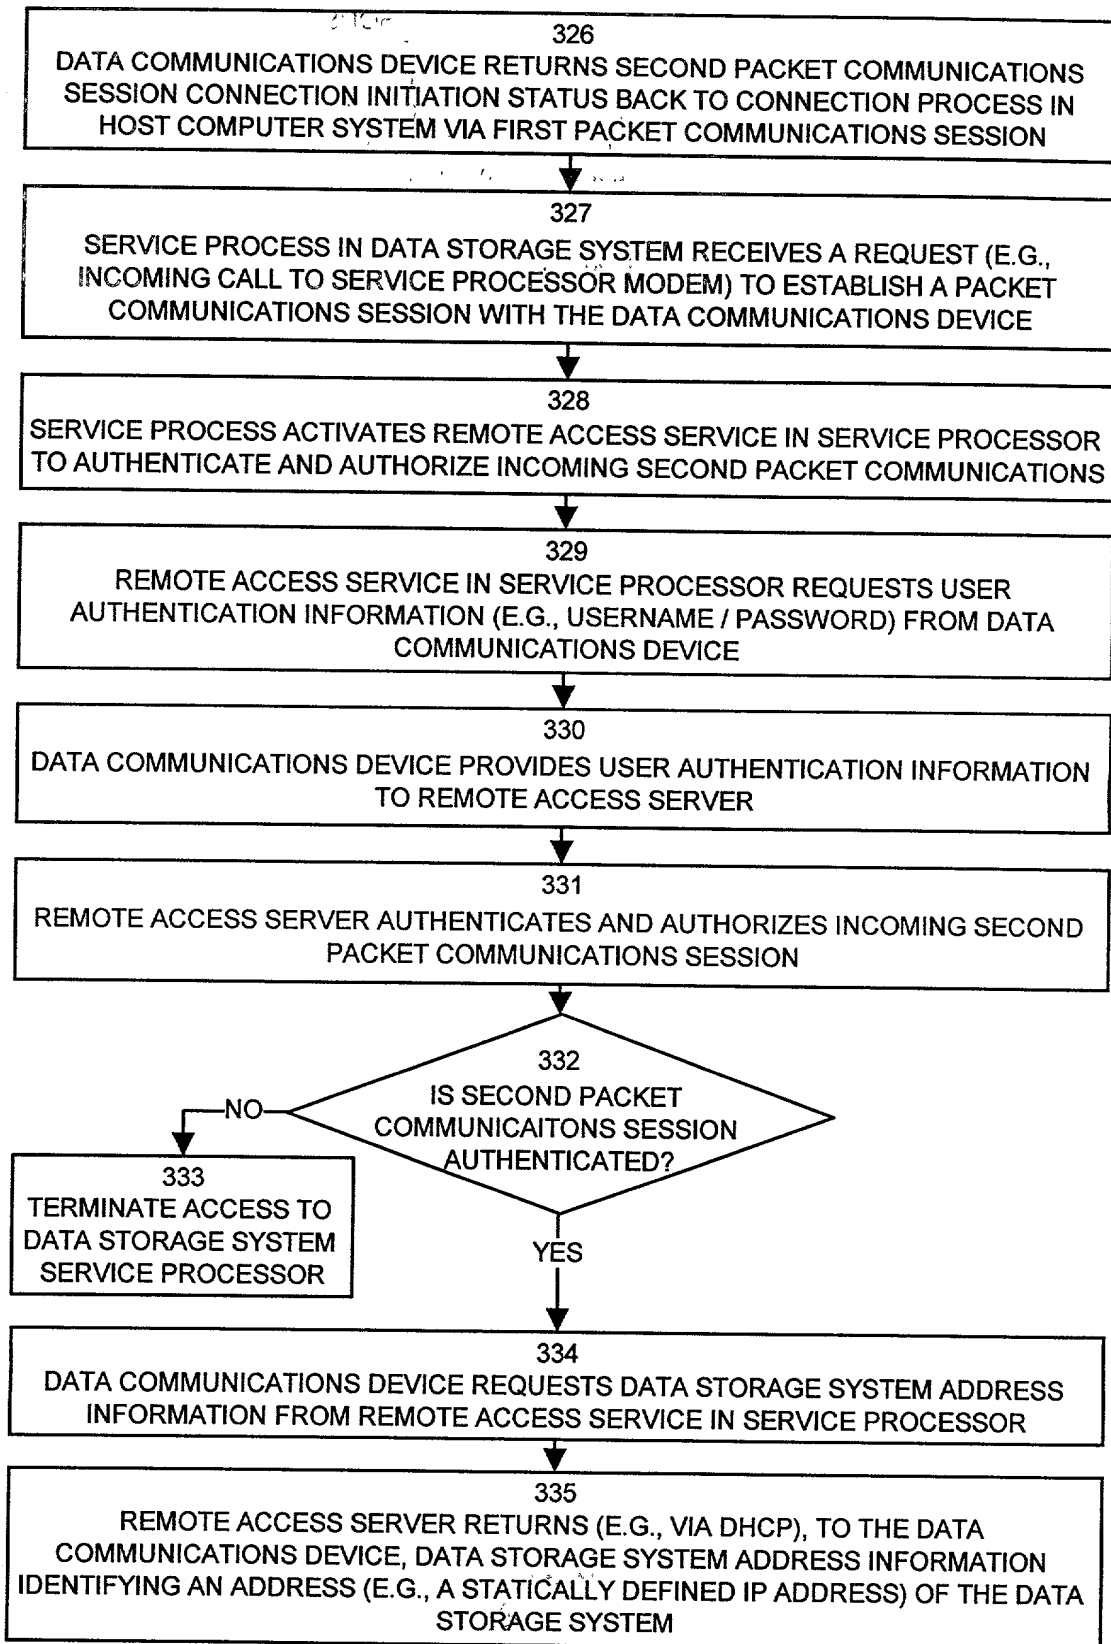 326
DATA COMMUNICATIONS DEVICE RETURNS SECOND PACKET COMMUNICATIONS
SESSION CONNECTION INITIATION STATUS BACK TO CONNECTION PROCESS IN
HOST COMPUTER SYSTEM VIA FIRST PACKET COMMUNICATIONS SESSION
327
SERVICE PROCESS IN DATA STORAGE SYSTEM RECEIVES A REQUEST (E.G.,
INCOMING CALL TO SERVICE PROCESSOR MODEM) TO ESTABLISH A PACKET
COMMUNICATIONS SESSION WITH THE DATA COMMUNICATIONS DEVICE
328
SERVICE PROCESS ACTIVATES REMOTE ACCESS SERVICE IN SERVICE PROCESSOR
TO AUTHENTICATE AND AUTHORIZE INCOMING SECOND PACKET COMMUNICATIONS
329
REMOTE ACCESS SERVICE IN SERVICE PROCESSOR REQUESTS USER
AUTHENTICATION INFORMATION (E.G., USERNAME / PASSWORD) FROM DATA
COMMUNICATIONS DEVICE
330
DATA COMMUNICATIONS DEVICE PROVIDES USER AUTHENTICATION INFORMATION
TO REMOTE ACCESS SERVER
331
REMOTE ACCESS SERVER AUTHENTICATES AND AUTHORIZES INCOMING SECOND
PACKET COMMUNICATIONS SESSION
332
IS SECOND PACKET
COMMUNICAITONS SESSION
AUTHENTICATED?
NO
333
TERMINATE ACCESS TO
DATA STORAGE SYSTEM
SERVICE PROCESSOR
YES
334
DATA COMMUNICATIONS DEVICE REQUESTS DATA STORAGE SYSTEM ADDRESS
INFORMATION FROM REMOTE ACCESS SERVICE IN SERVICE PROCESSOR
335
REMOTE ACCESS SERVER RETURNS (E.G., VIA DHCP), TO THE DATA
COMMUNICATIONS DEVICE, DATA STORAGE SYSTEM ADDRESS INFORMATION
IDENTIFYING AN ADDRESS (E.G., A STATICALLY DEFINED IP ADDRESS) OF THE DATA
STORAGE SYSTEM